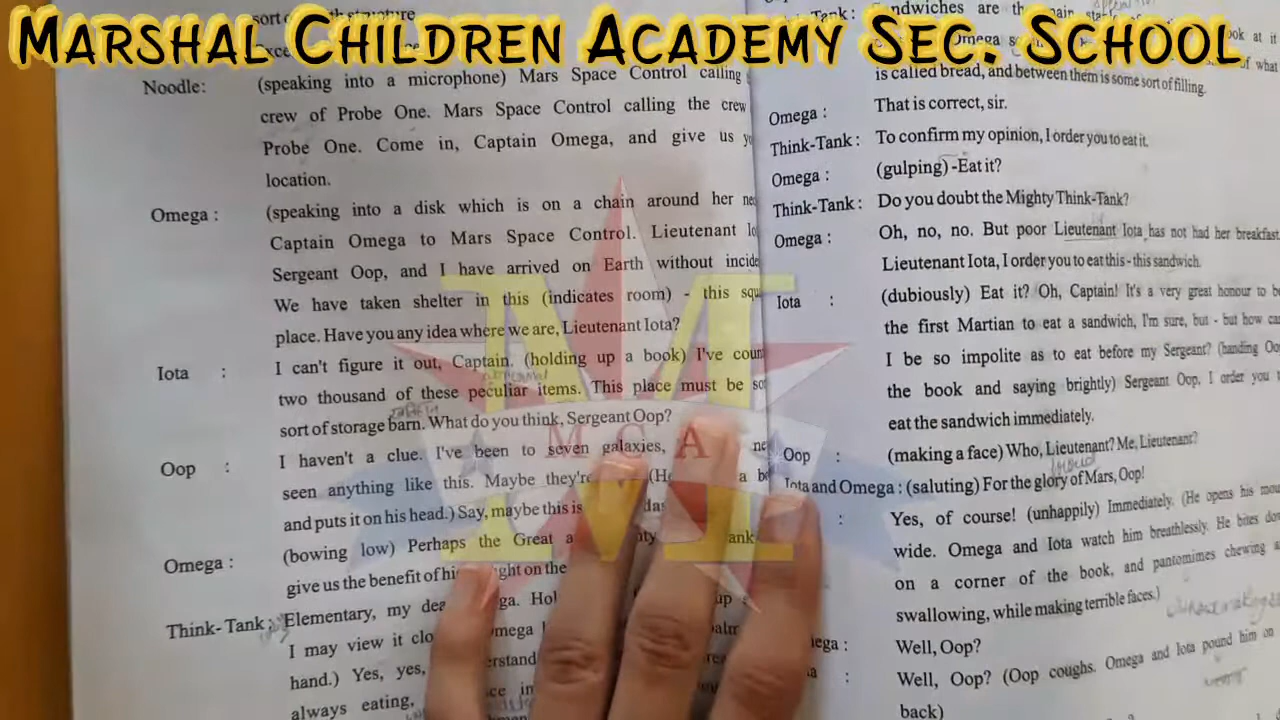 MARSHAL CHILDREN ACADEMY SEC. SCHOOL
Noodle: (speaking into a microphone) Mars Space Control calling
crew of Probe One. Mars Space Control calling the crew
Probe One. Come in, Captain Omega, and give us
location.
Omega : (speaking into a disk which is on a chain around her
Captain Omega to Mars Space Control. Lieutenant
Sergeant Oop, and I have arrived on Earth without
We have taken shelter in this (indicates room) - this
place. Have you any idea where we are, Lieutenant Iota?
Iota : I can't figure it out, Captain. (holding up a book) I've
two thousand of these peculiar items. This place must be
sort of storage barn. What do you think, Sergeant Oop?
Oop : I haven't a clue. I've been to seven galaxies,
seen anything like this. Maybe they're
and puts it on his head.) Say, maybe this is
Omega : (bowing low) Perhaps the Great
give us the benefit of on the
Think-Tank : Elementary, my
I may view it
hand.) Yes, yes,
always eating,
Tank: Sandwiches are the
Omega
is called bread, and between them is some sort of filling.
Omega : That is correct, sir.
Think-Tank : To confirm my opinion, I order you to eat it.
Omega : (gulping) -Eat it?
Think-Tank : Do you doubt the Mighty Think-Tank?
Omega : Oh, no, no. But poor Lieutenant Iota has not had her breakfast.
Lieutenant Iota, I order you to eat this - this sandwich.
Iota : (dubiously) Eat it? Oh, Captain! It's a very great honour to be
the first Martian to eat a sandwich, I'm sure, but - but how can
I be so impolite as to eat before my Sergeant? (handing
the book and saying brightly) Sergeant Oop, I order you
eat the sandwich immediately.
Oop : (making a face) Who, Lieutenant? Me, Lieutenant?
Iota and Omega : (saluting) For the glory of Mars, Oop!
: Yes, of course! (unhappily) Immediately. (He opens his
wide. Omega and Iota watch him breathlessly. He bites
on a corner of the book, and pantomimes chewing
swallowing, while making terrible faces.)
Well, Oop?
: Well, Oop? (Oop coughs. Omega and Iota pound him on
back)
M C A